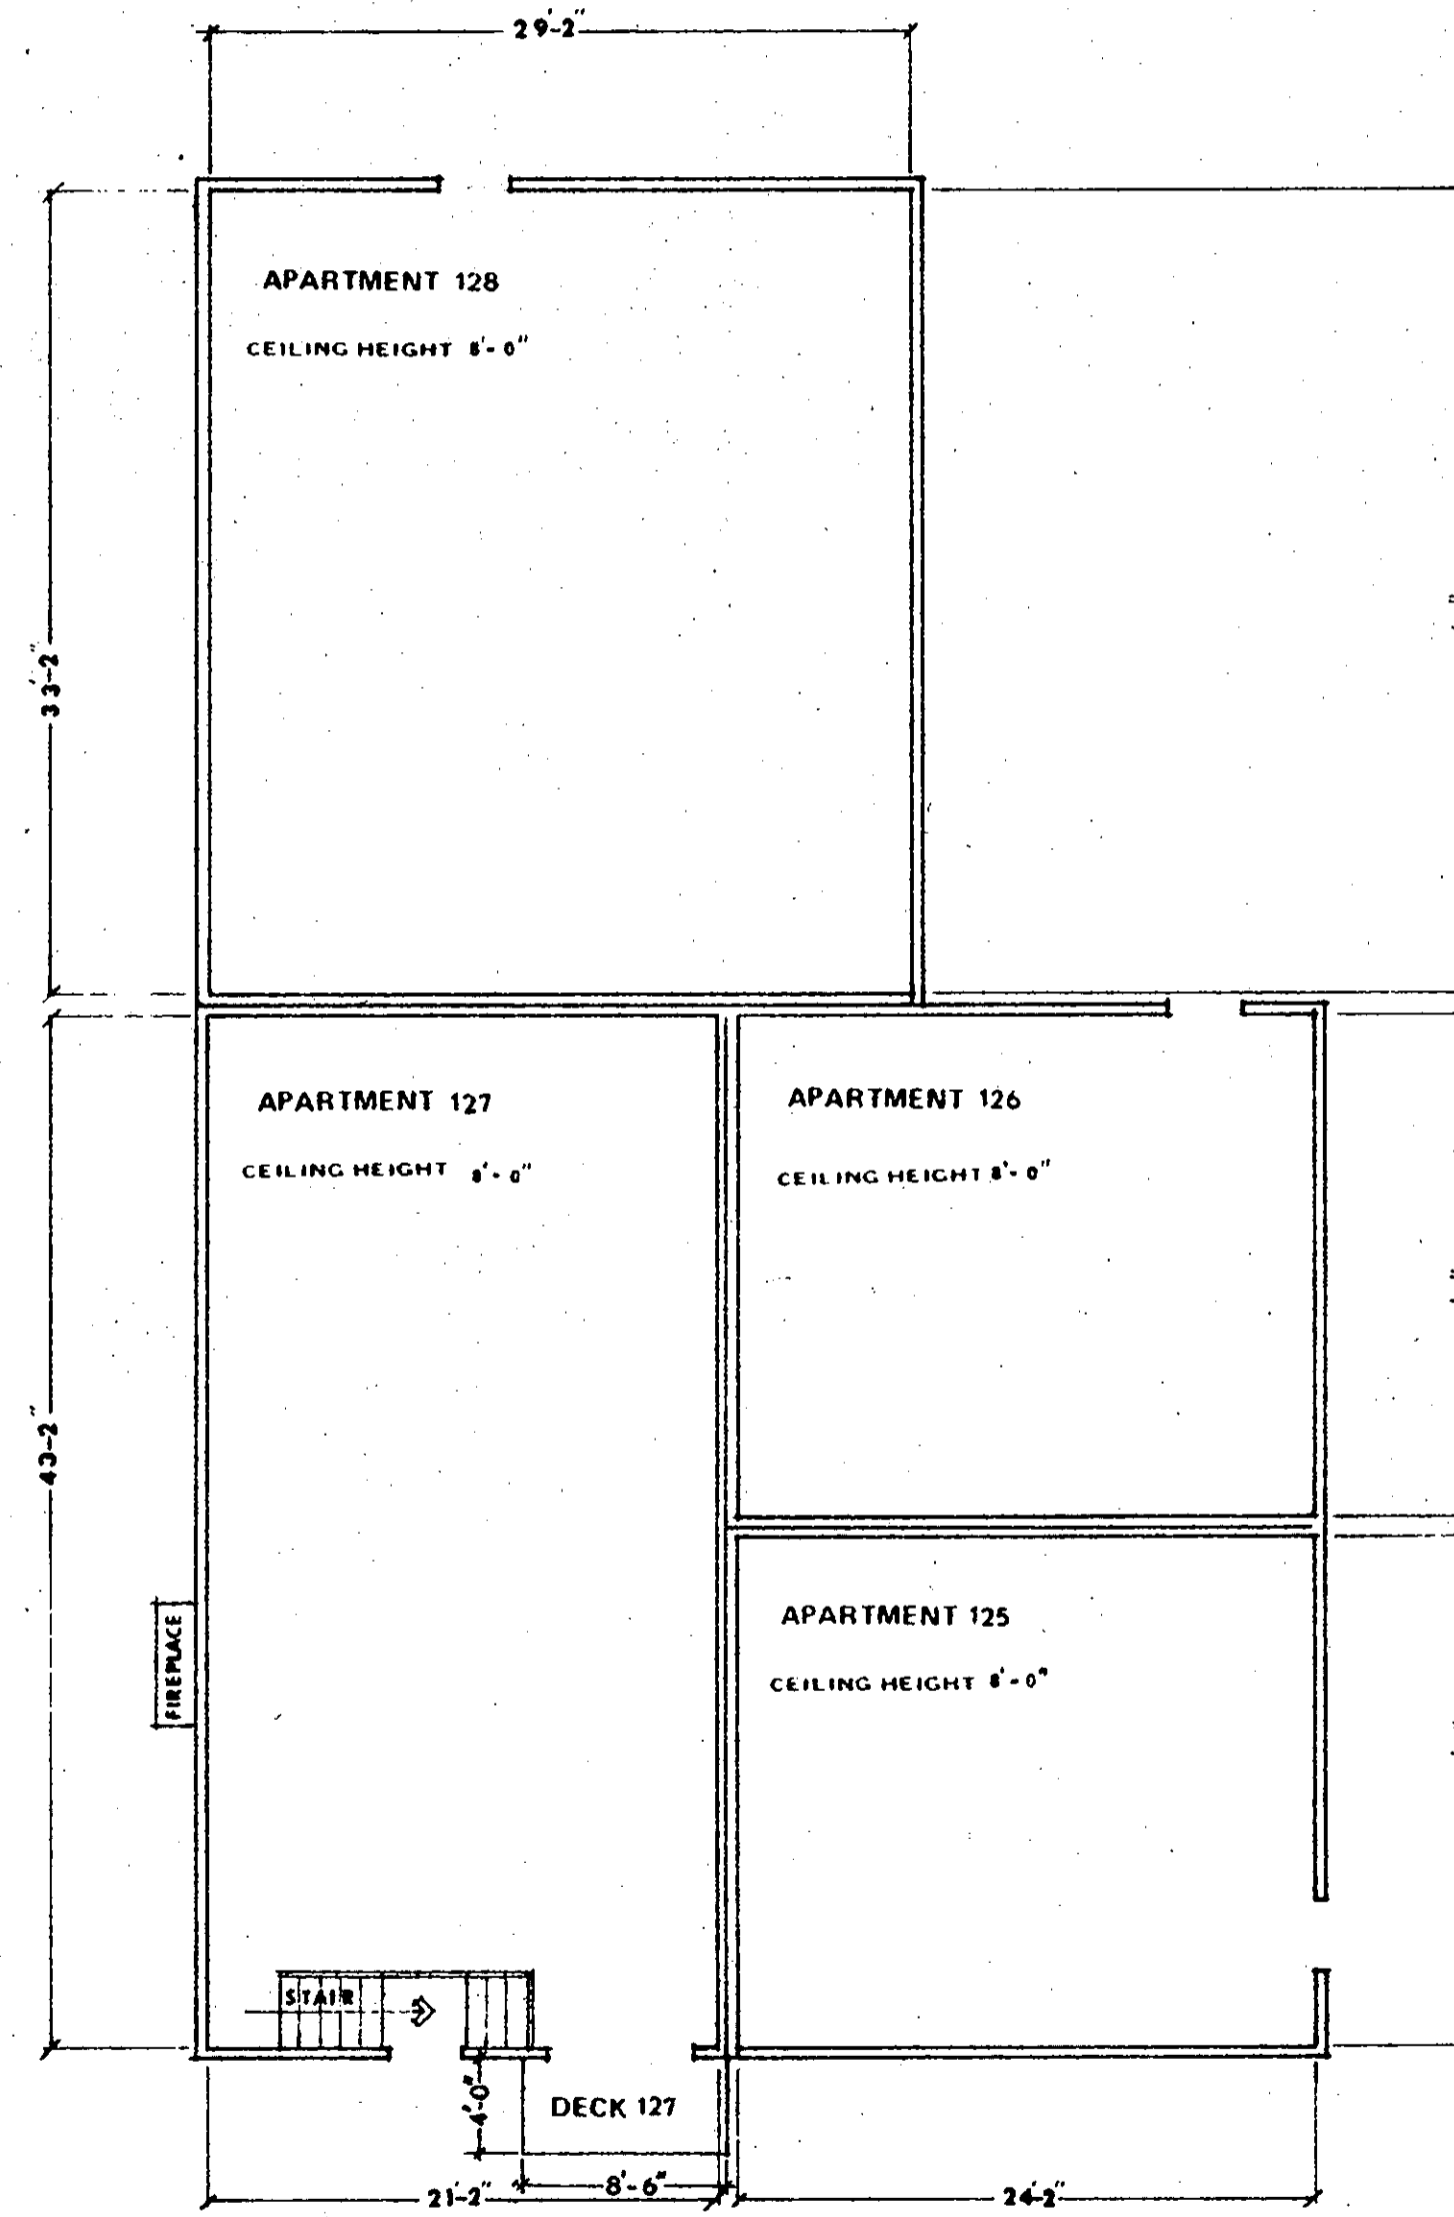 29'-2"
APARTMENT 128
CEILING HEIGHT 8'-0"
33'-2"
APARTMENT 127
CEILING HEIGHT 8'-0"
APARTMENT 126
CEILING HEIGHT 8'-0"
APARTMENT 125
CEILING HEIGHT 8'-0"
FIREPLACE
STAIR
4'-0"
DECK 127
8'-6"
21'-2"
24'-2"